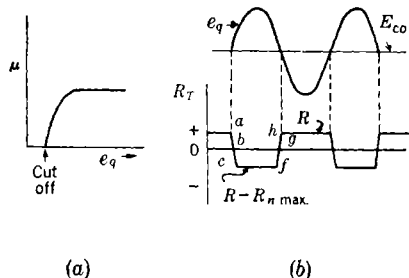 μ
Cut
off
e_q
(a)
e_q
E_co
R_T
a
h
R
+
b
g
0
c
f
−
R − R_n max.
(b)